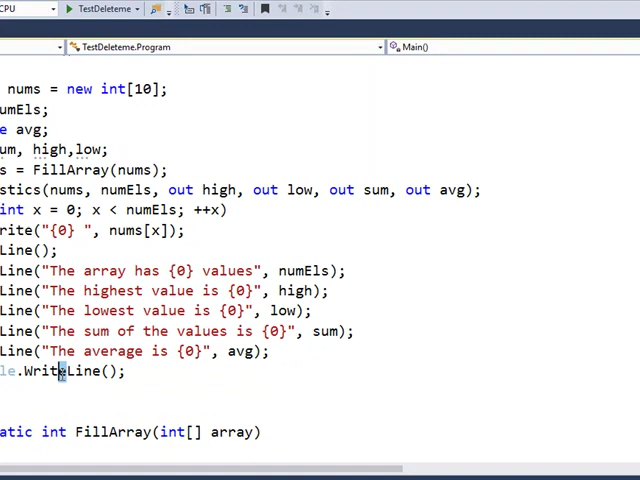 CPU TestDeleteme
TestDeleteme.Program Main()
nums = new int[10];
umEls;
e avg;
um, high,low;
s = FillArray(nums);
stics(nums, numEls, out high, out low, out sum, out avg);
int x = 0; x < numEls; ++x)
rite("{0} ", nums[x]);
Line();
Line("The array has {0} values", numEls);
Line("The highest value is {0}", high);
Line("The lowest value is {0}", low);
Line("The sum of the values is {0}", sum);
Line("The average is {0}", avg);
le.WriteLine();
atic int FillArray(int[] array)